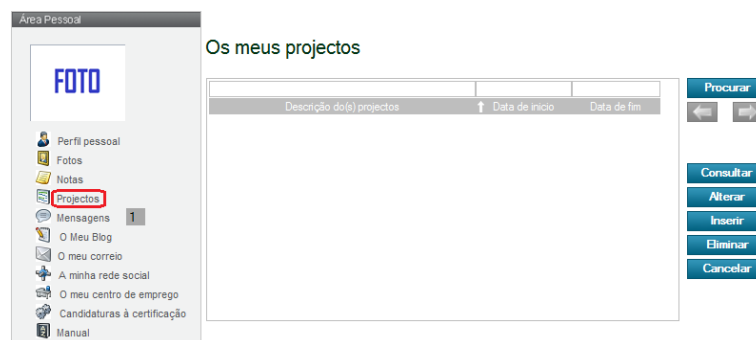 Área Pessoal
FOTO
Perfil pessoal
Fotos
Notas
Projectos
Mensagens 1
O Meu Blog
O meu correio
A minha rede social
O meu centro de emprego
Candidaturas à certificação
Manual
Os meus projectos
Descrição do(s) projectos Data de inicio Data de fim
Procurar
Consultar
Alterar
Inserir
Eliminar
Cancelar